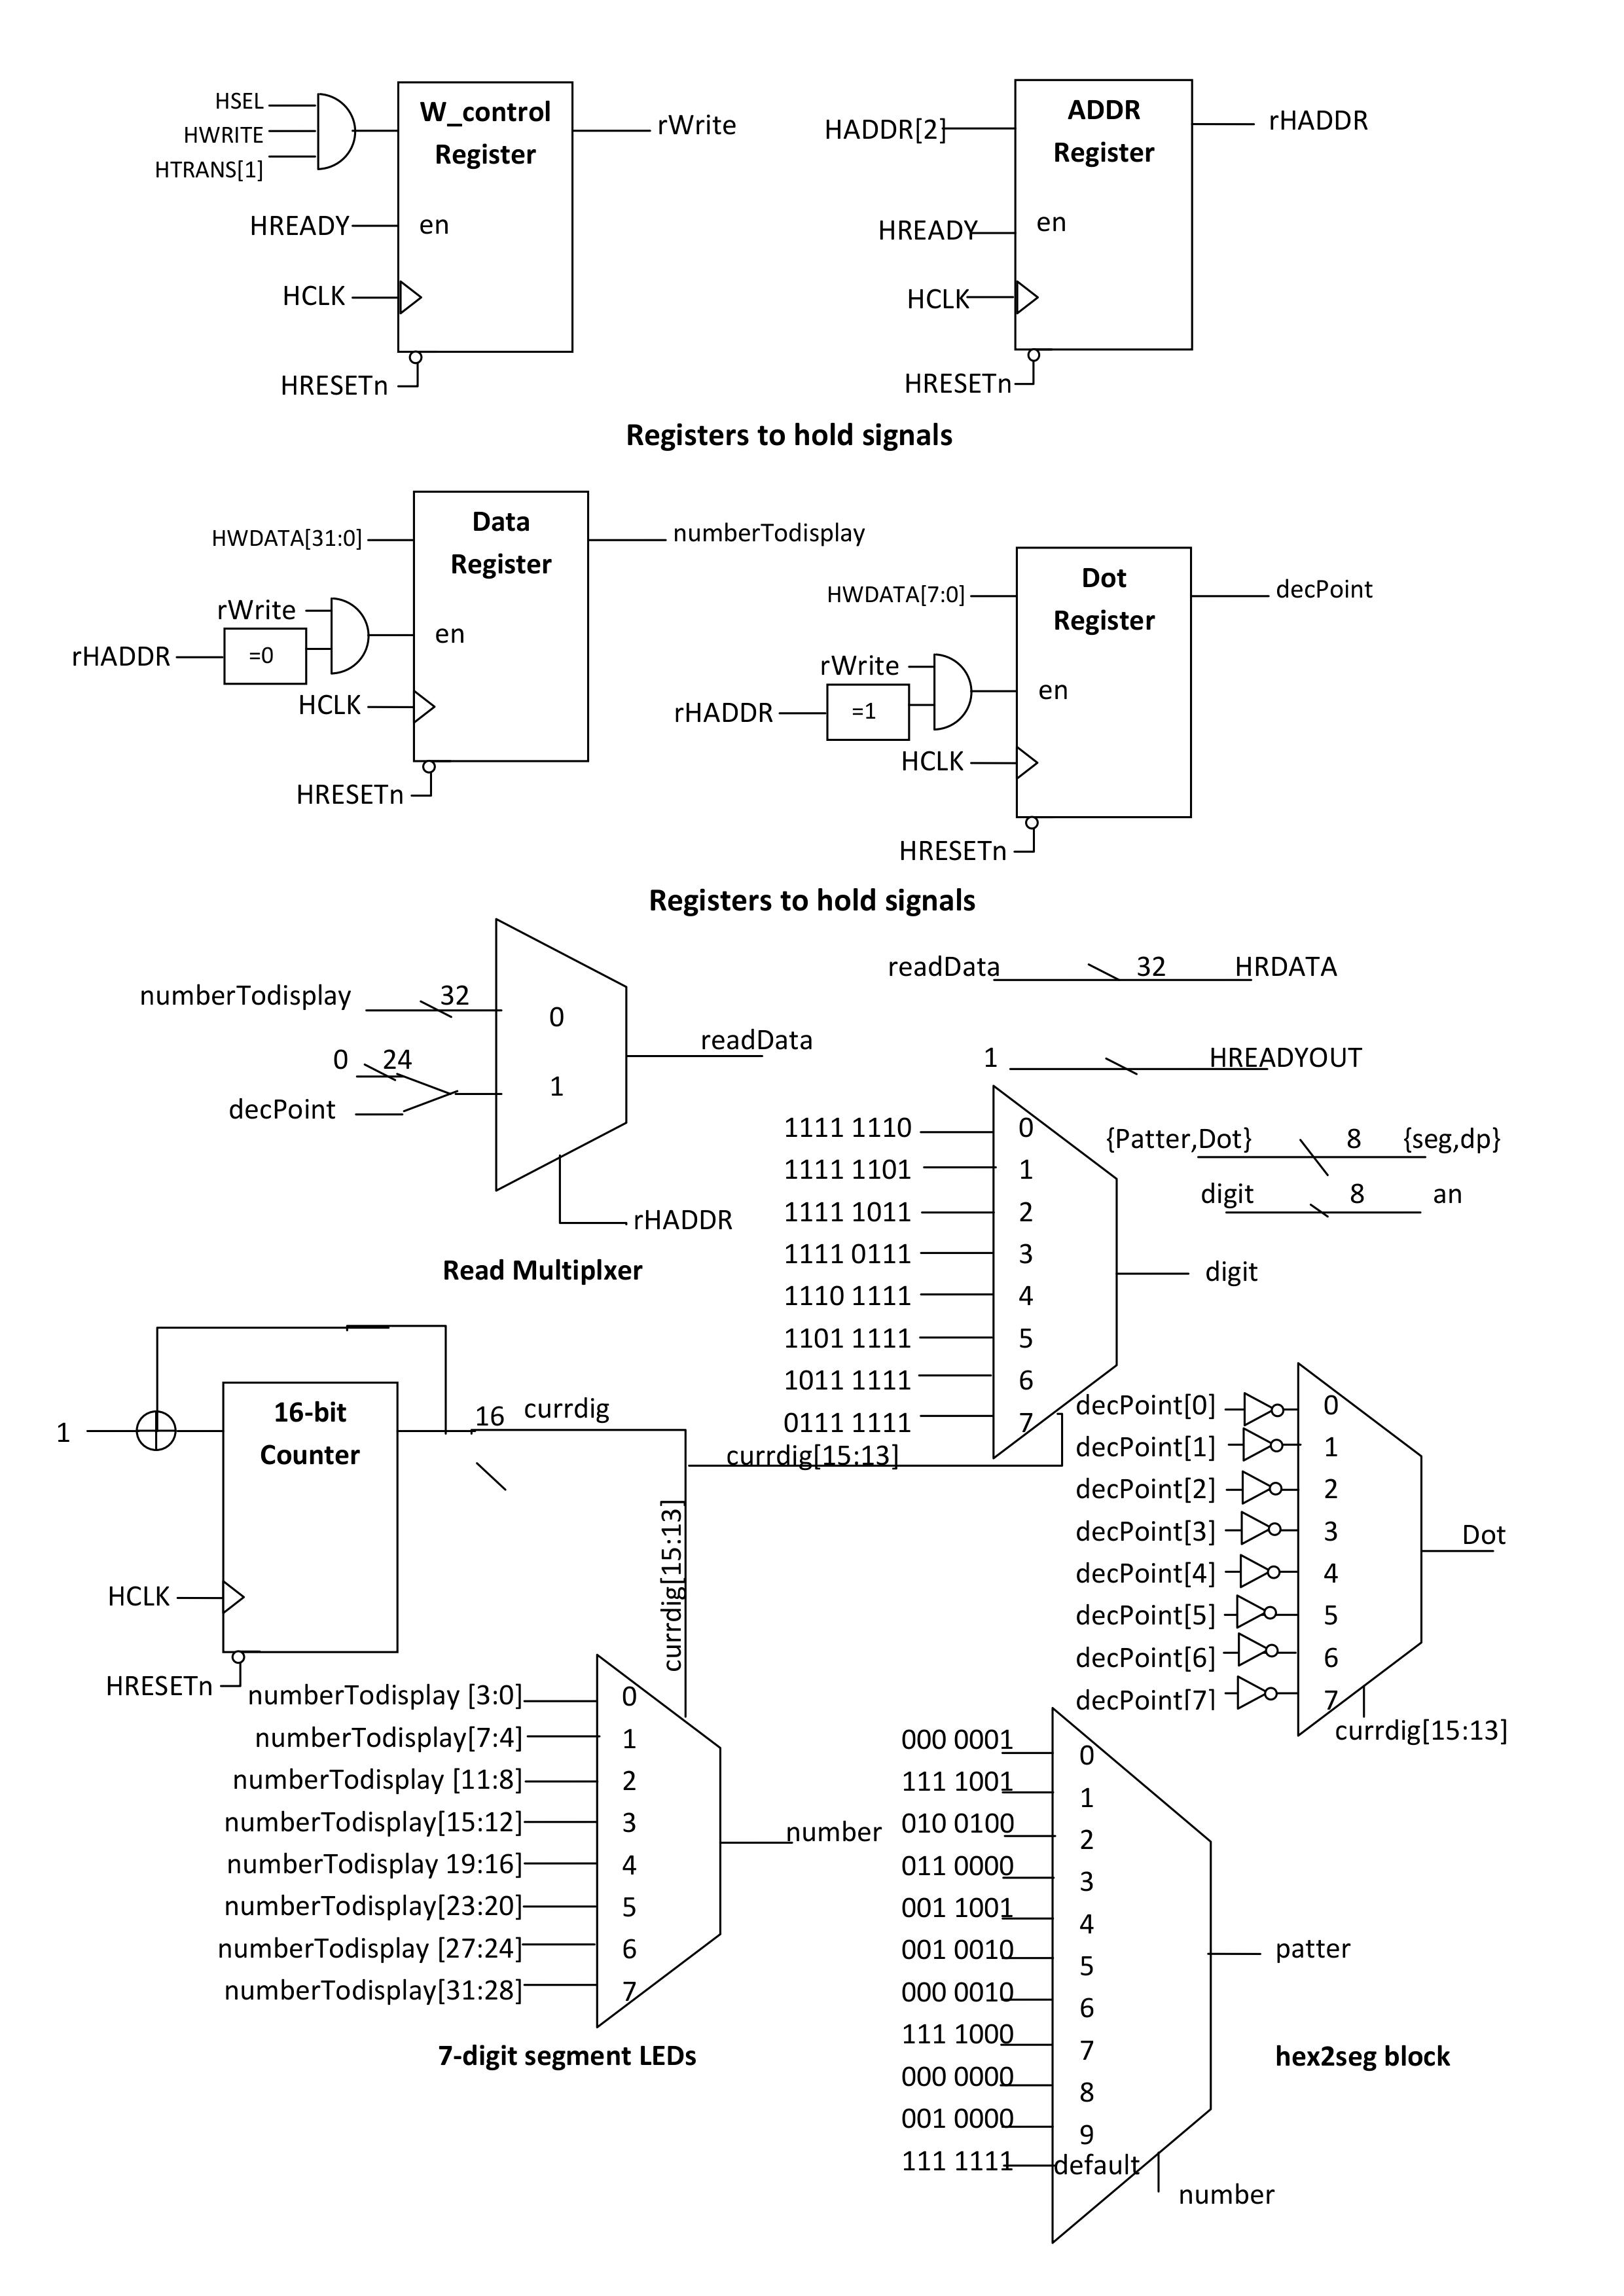 HSEL
HWRITE
HTRANS[1]
HREADY
HCLK
HRESETn
W_control
Register
en
rWrite
HADDR[2]
HREADY
HCLK
HRESETn
ADDR
Register
en
rHADDR
Registers to hold signals
HWDATA[31:0]
rWrite
rHADDR
=0
HCLK
HRESETn
Data
Register
en
numberTodisplay
HWDATA[7:0]
rWrite
rHADDR
=1
HCLK
HRESETn
Dot
Register
en
decPoint
Registers to hold signals
numberTodisplay
32
0
24
decPoint
0
1
readData
rHADDR
Read Multiplxer
readData
32
HRDATA
1
HREADYOUT
{Patter,Dot}
8
{seg,dp}
digit
8
an
1111 1110
0
1111 1101
1
1111 1011
2
1111 0111
3
1110 1111
4
1101 1111
5
1011 1111
6
0111 1111
7
digit
currdig[15:13]
1
16-bit
Counter
16
currdig
currdig[15:13]
HCLK
HRESETn
decPoint[0]
0
decPoint[1]
1
decPoint[2]
2
decPoint[3]
3
decPoint[4]
4
decPoint[5]
5
decPoint[6]
6
decPoint[7]
7
Dot
currdig[15:13]
numberTodisplay [3:0]
0
numberTodisplay[7:4]
1
numberTodisplay [11:8]
2
numberTodisplay[15:12]
3
numberTodisplay 19:16]
4
numberTodisplay[23:20]
5
numberTodisplay [27:24]
6
numberTodisplay[31:28]
7
number
7-digit segment LEDs
000 0001
0
111 1001
1
010 0100
2
011 0000
3
001 1001
4
001 0010
5
000 0010
6
111 1000
7
000 0000
8
001 0000
9
111 1111
default
patter
number
hex2seg block